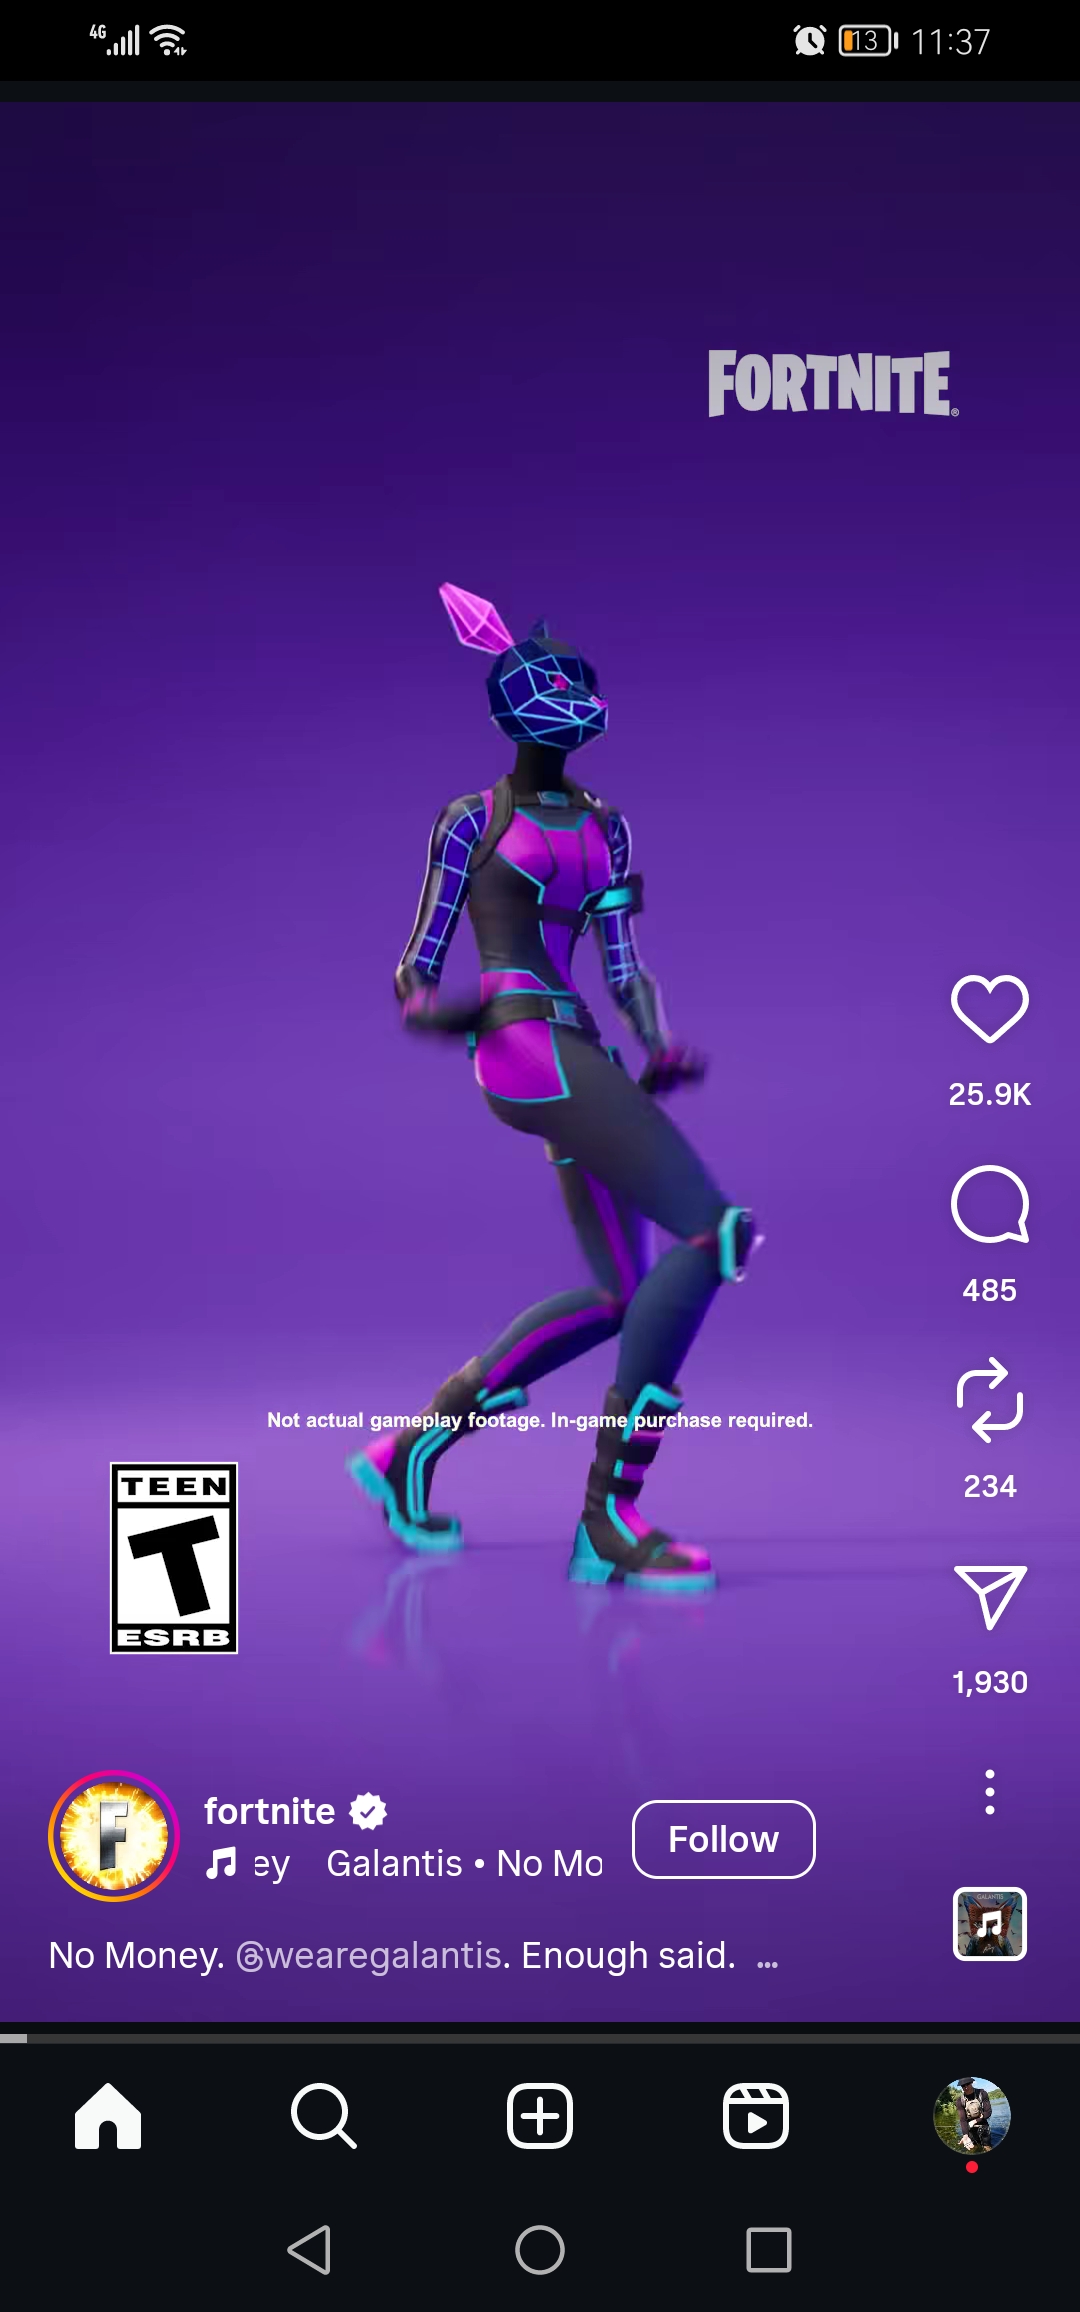 4G
13 11:37
FORTNITE®
25.9K
485
234
1,930
Not actual gameplay footage. In-game purchase required.
TEEN
T
ESRB
fortnite
ey Galantis • No Mo
Follow
No Money. @wearegalantis. Enough said. ...
GALANTIS